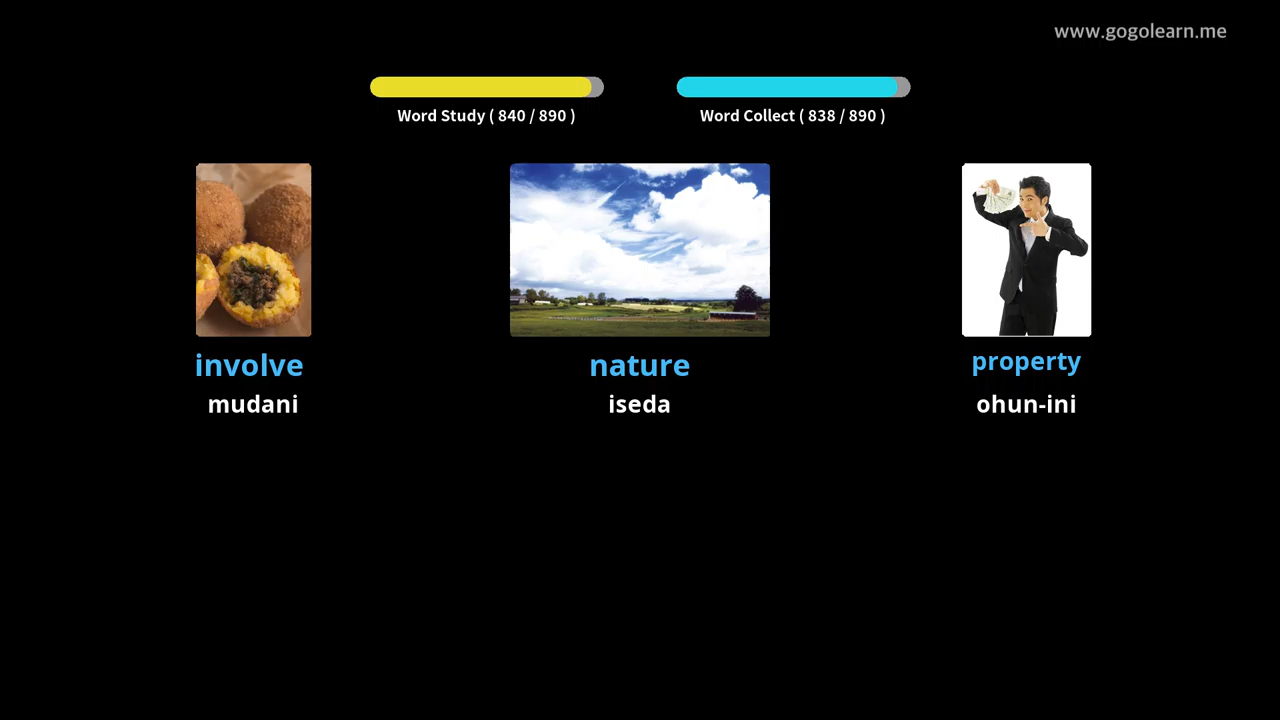 www.gogolearn.me
Word Study ( 840 / 890 )
Word Collect ( 838 / 890 )
involve
nature
property
mudani
iseda
ohun-ini